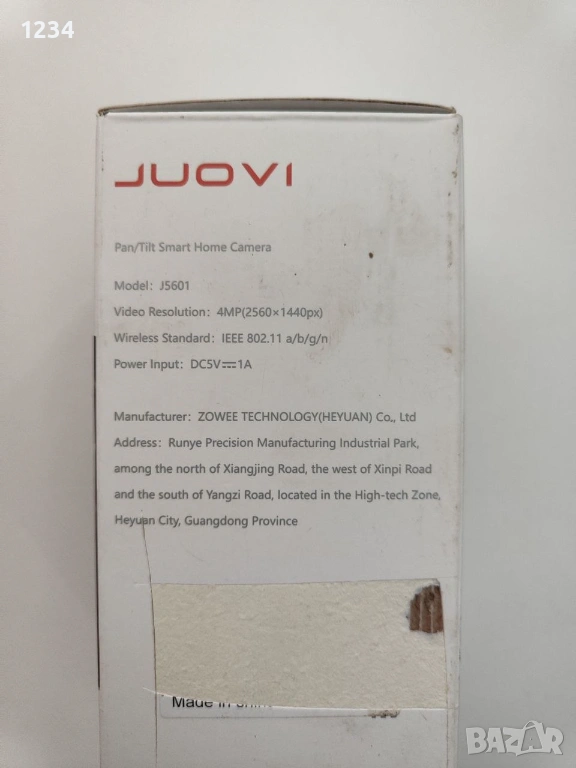 1234
JUOVI
Pan/Tilt Smart Home Camera
Model: J5601
Video Resolution: 4MP(2560×1440px)
Wireless Standard: IEEE 802.11 a/b/g/n
Power Input: DC5V⎓1A
Manufacturer: ZOWEE TECHNOLOGY(HEYUAN) Co., Ltd
Address: Runye Precision Manufacturing Industrial Park,
among the north of Xiangjing Road, the west of Xinpi Road
and the south of Yangzi Road, located in the High-tech Zone,
Heyuan City, Guangdong Province
Made in
BAZAR